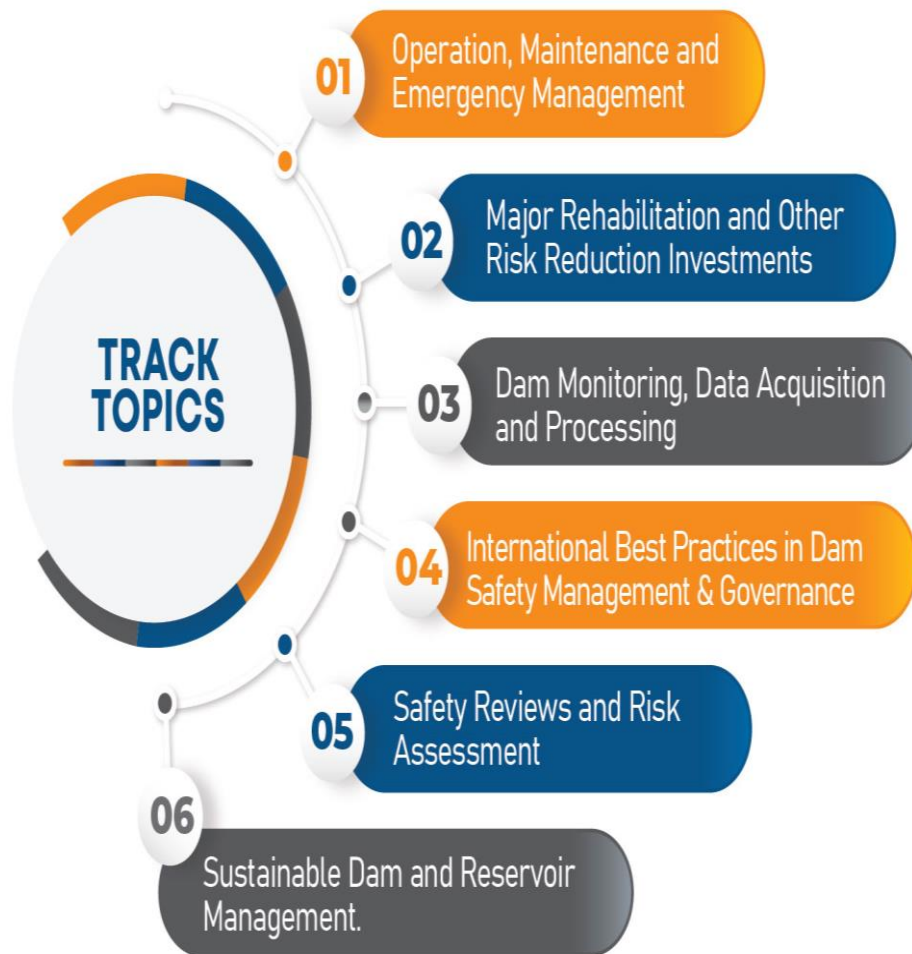 TRACK
TOPICS
01
Operation, Maintenance and
Emergency Management
02
Major Rehabilitation and Other
Risk Reduction Investments
03
Dam Monitoring, Data Acquisition
and Processing
04
International Best Practices in Dam
Safety Management & Governance
05
Safety Reviews and Risk
Assessment
06
Sustainable Dam and Reservoir
Management.